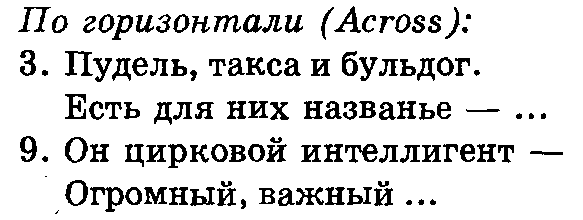 По горизонтали (Across):
3. Пудель, такса и бульдог.
Есть для них названье — ...
9. Он цирковой интеллигент —
Огромный, важный ...